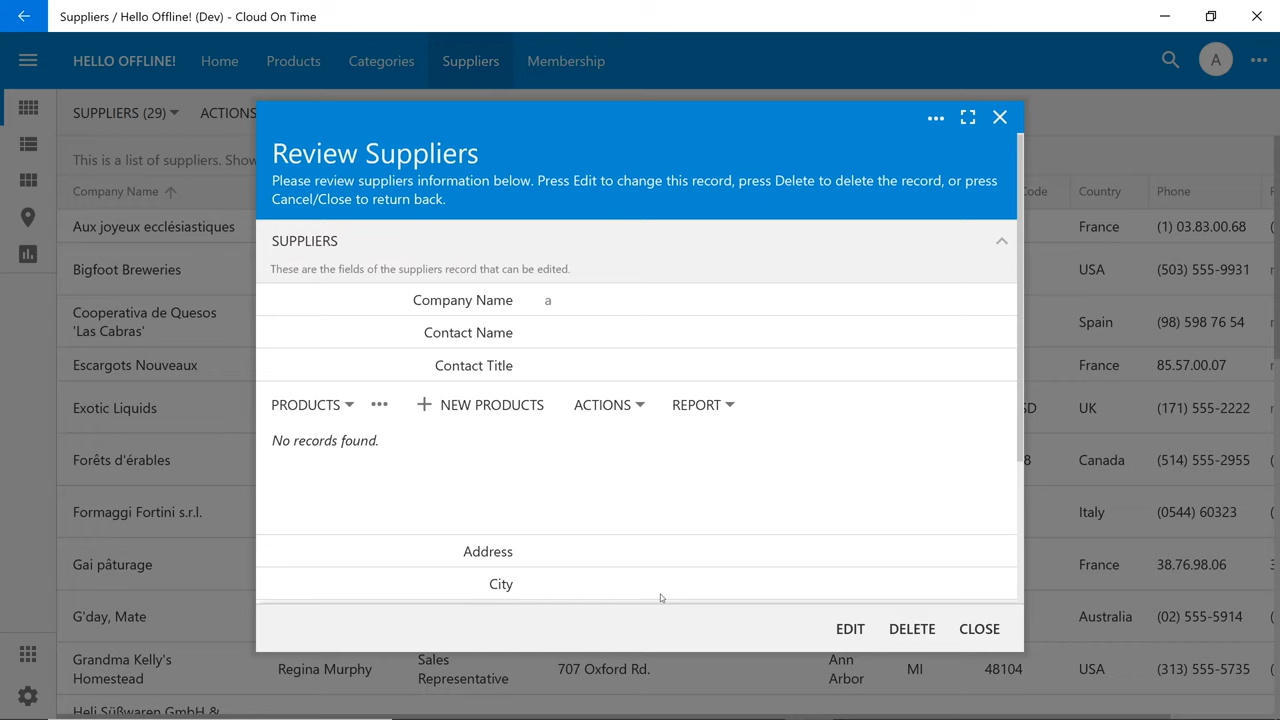 Suppliers / Hello Offline! (Dev) - Cloud On Time
HELLO OFFLINE! Home Products Categories Suppliers Membership A
SUPPLIERS (29) ACTIONS
This is a list of suppliers. Show
Company Name Code Country Phone
Aux joyeux ecclésiastiques France (1) 03.83.00.68
Bigfoot Breweries USA (503) 555-9931
Cooperativa de Quesos
'Las Cabras' Spain (98) 598 76 54
Escargots Nouveaux France 85.57.00.07
Exotic Liquids UK (171) 555-2222
Forêts d'érables Canada (514) 555-2955
Formaggi Fortini s.r.l. Italy (0544) 60323
Gai pâturage France 38.76.98.06
G'day, Mate Australia (02) 555-5914
Grandma Kelly's
Homestead Regina Murphy Sales
Representative 707 Oxford Rd. Ann
Arbor MI 48104 USA (313) 555-5735
Heli Süßwaren GmbH &
Review Suppliers
Please review suppliers information below. Press Edit to change this record, press Delete to delete the record, or press
Cancel/Close to return back.
SUPPLIERS
These are the fields of the suppliers record that can be edited.
Company Name a
Contact Name
Contact Title
PRODUCTS NEW PRODUCTS ACTIONS REPORT
No records found.
Address
City
EDIT DELETE CLOSE